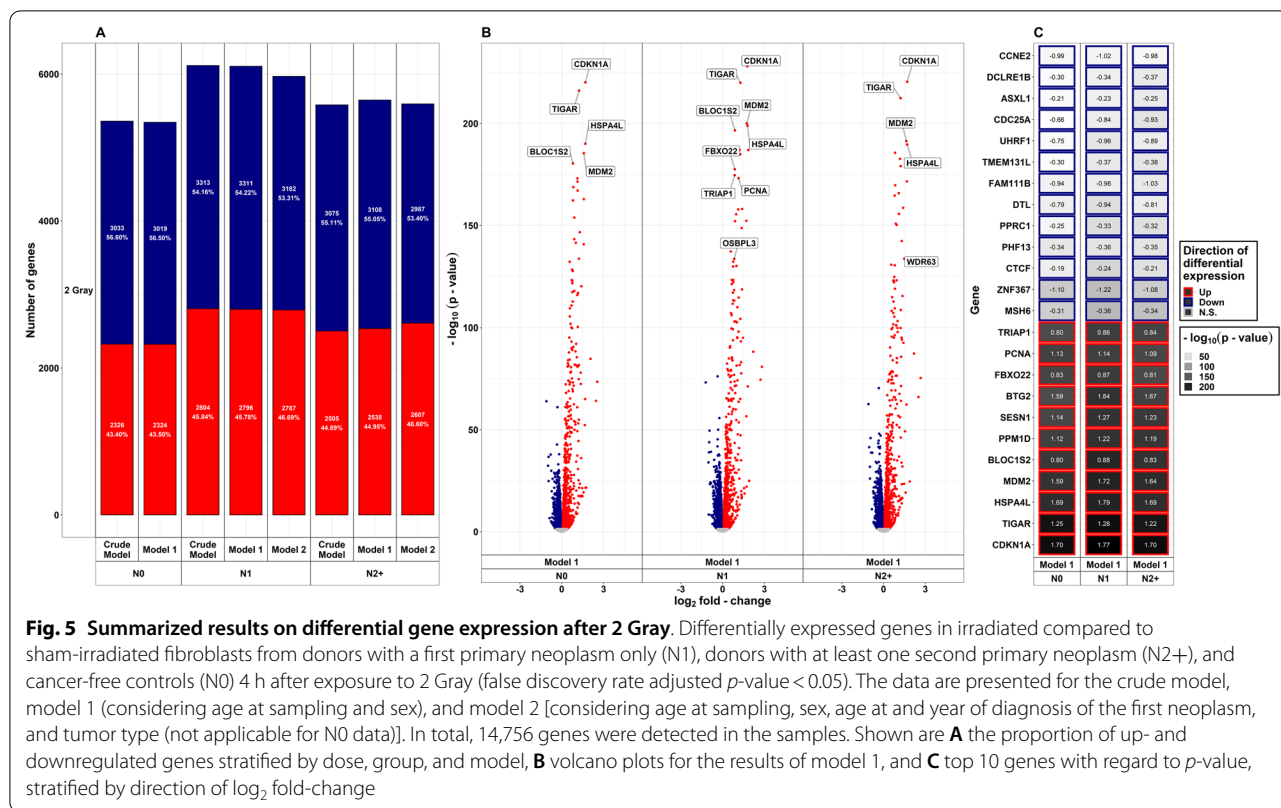 A
Number of genes
6000
4000
2000
0
2 Gray
3033
56.60%
3019
56.50%
3313
54.16%
3311
54.22%
3182
53.31%
3075
55.11%
3108
55.05%
2987
53.40%
2326
43.40%
2324
43.50%
2804
45.84%
2796
45.78%
2787
46.69%
2505
44.89%
2538
44.95%
2607
46.60%
Crude Model
Model 1
Crude Model
Model 1
Model 2
Crude Model
Model 1
Model 2
N0
N1
N2+
B
- log10 (p - value)
200
150
100
50
0
CDKN1A
TIGAR
HSPA4L
BLOC1S2
MDM2
CDKN1A
TIGAR
MDM2
BLOC1S2
HSPA4L
FBXO22
TRIAP1
PCNA
OSBPL3
CDKN1A
TIGAR
MDM2
HSPA4L
WDR63
Model 1
Model 1
Model 1
N0
N1
N2+
-3 0 3
-3 0 3
-3 0 3
log2 fold - change
C
Gene
CCNE2 -0.99 -1.02 -0.98
DCLRE1B -0.30 -0.34 -0.37
ASXL1 -0.21 -0.23 -0.25
CDC25A -0.66 -0.84 -0.93
UHRF1 -0.75 -0.96 -0.89
TMEM131L -0.30 -0.37 -0.38
FAM111B -0.94 -0.98 -1.03
DTL -0.79 -0.94 -0.81
PPRC1 -0.25 -0.33 -0.32
PHF13 -0.34 -0.36 -0.35
CTCF -0.19 -0.24 -0.21
ZNF367 -1.10 -1.22 -1.08
MSH6 -0.31 -0.36 -0.34
TRIAP1 0.80 0.86 0.84
PCNA 1.13 1.14 1.09
FBXO22 0.83 0.87 0.81
BTG2 1.59 1.84 1.67
SESN1 1.14 1.27 1.23
PPM1D 1.12 1.22 1.19
BLOC1S2 0.80 0.88 0.83
MDM2 1.59 1.72 1.64
HSPA4L 1.69 1.79 1.69
TIGAR 1.25 1.28 1.22
CDKN1A 1.70 1.77 1.70
Model 1 Model 1 Model 1
N0 N1 N2+
Direction of
differential
expression
Up
Down
N.S.
- log10(p - value)
50
100
150
200
Fig. 5 Summarized results on differential gene expression after 2 Gray. Differentially expressed genes in irradiated compared to
sham-irradiated fibroblasts from donors with a first primary neoplasm only (N1), donors with at least one second primary neoplasm (N2+), and
cancer-free controls (N0) 4 h after exposure to 2 Gray (false discovery rate adjusted p-value < 0.05). The data are presented for the crude model,
model 1 (considering age at sampling and sex), and model 2 [considering age at sampling, sex, age at and year of diagnosis of the first neoplasm,
and tumor type (not applicable for N0 data)]. In total, 14,756 genes were detected in the samples. Shown are A the proportion of up- and
downregulated genes stratified by dose, group, and model, B volcano plots for the results of model 1, and C top 10 genes with regard to p-value,
stratified by direction of log2 fold-change